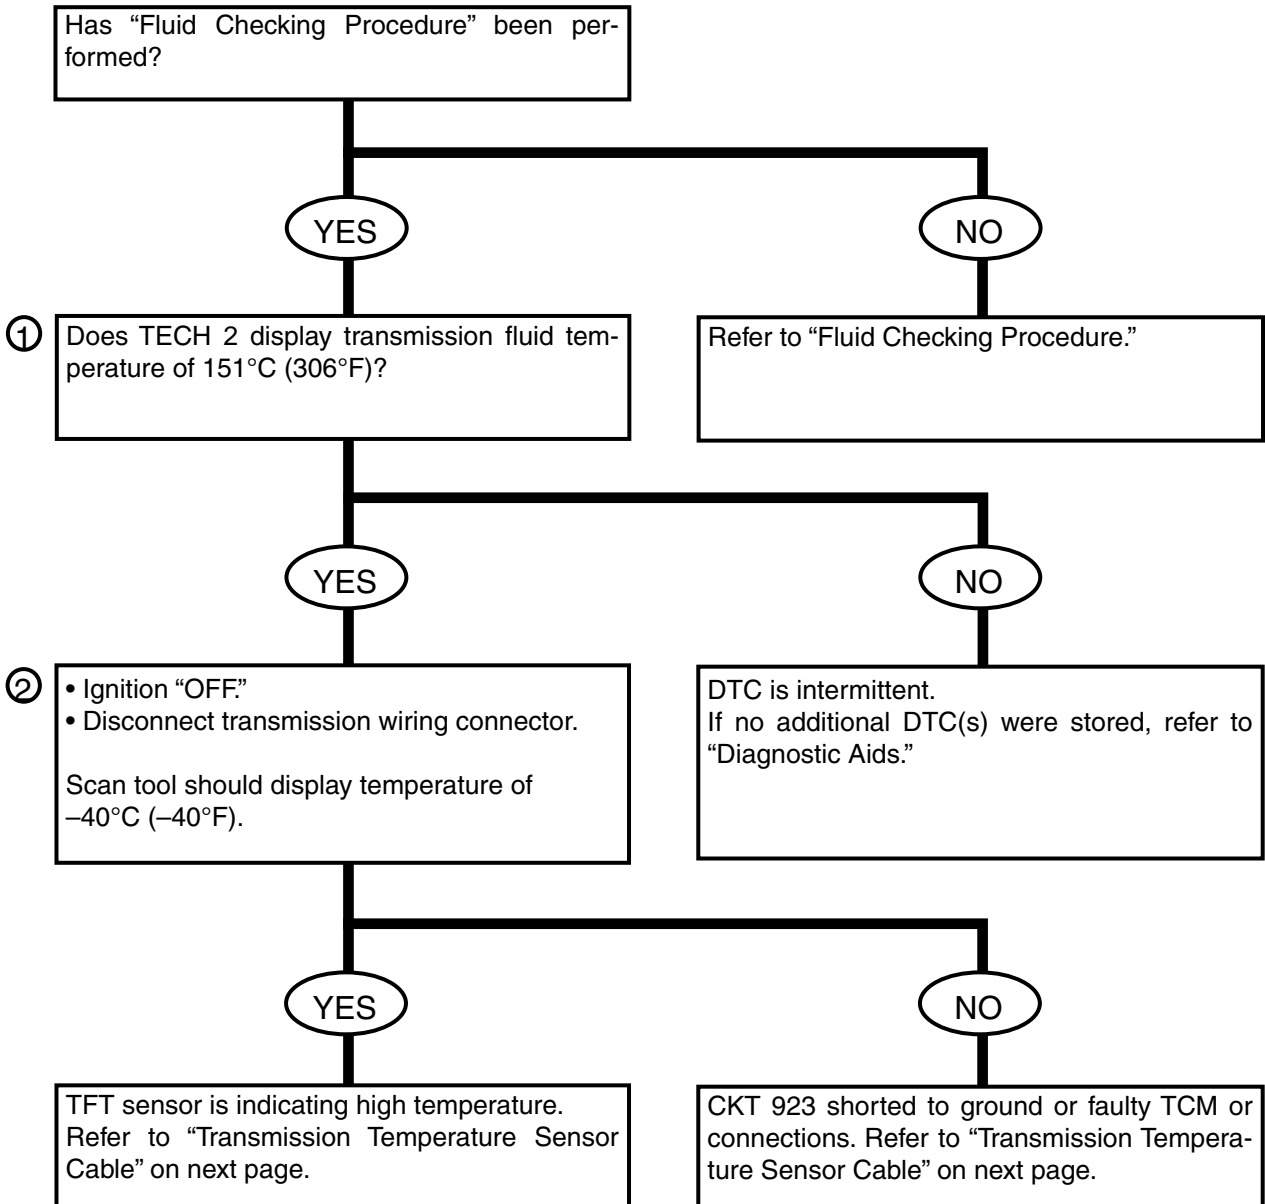 Has “Fluid Checking Procedure” been per-
formed?
YES
NO
① Does TECH 2 display transmission fluid tem-
perature of 151°C (306°F)?
Refer to “Fluid Checking Procedure.”
YES
NO
② • Ignition “OFF.”
• Disconnect transmission wiring connector.
Scan tool should display temperature of
–40°C (–40°F).
DTC is intermittent.
If no additional DTC(s) were stored, refer to
“Diagnostic Aids.”
YES
NO
TFT sensor is indicating high temperature.
Refer to “Transmission Temperature Sensor
Cable” on next page.
CKT 923 shorted to ground or faulty TCM or
connections. Refer to “Transmission Tempera-
ture Sensor Cable” on next page.